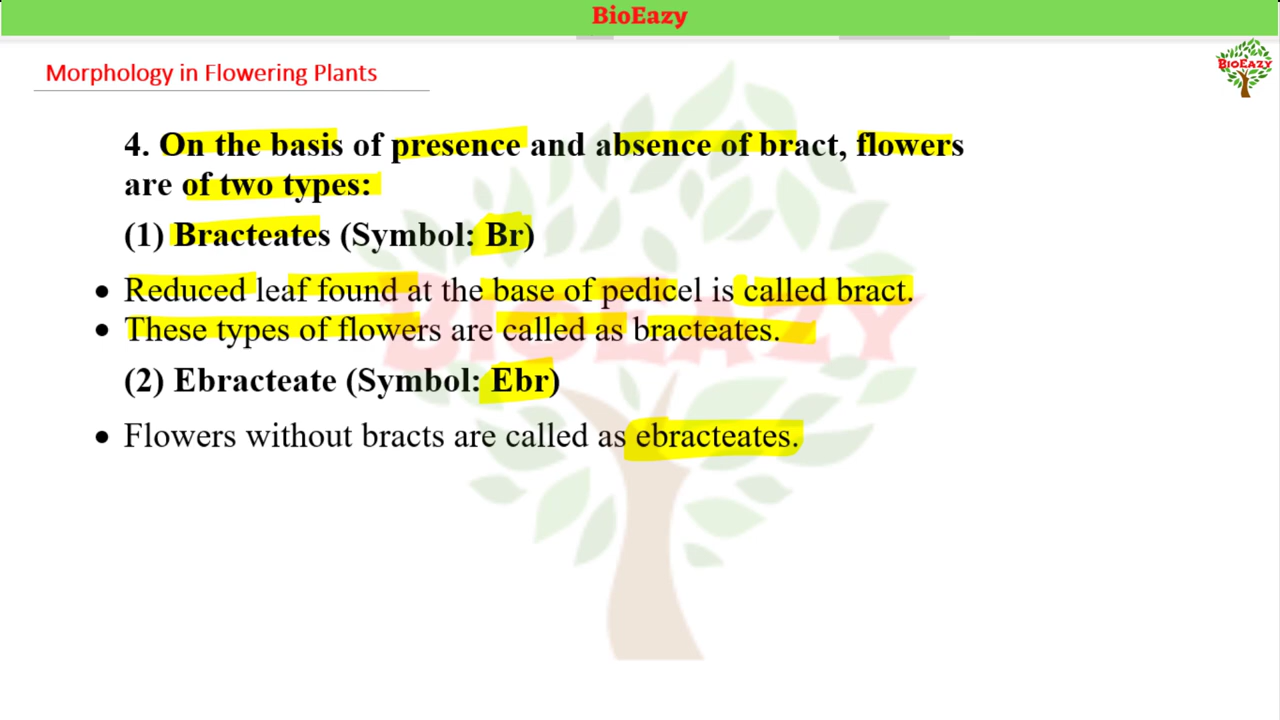 BioEazy
Morphology in Flowering Plants
BIOEAZY
4. On the basis of presence and absence of bract, flowers
are of two types:
(1) Bracteates (Symbol: Br)
• Reduced leaf found at the base of pedicel is called bract.
• These types of flowers are called as bracteates.
(2) Ebracteate (Symbol: Ebr)
• Flowers without bracts are called as ebracteates.
BIOEAZY